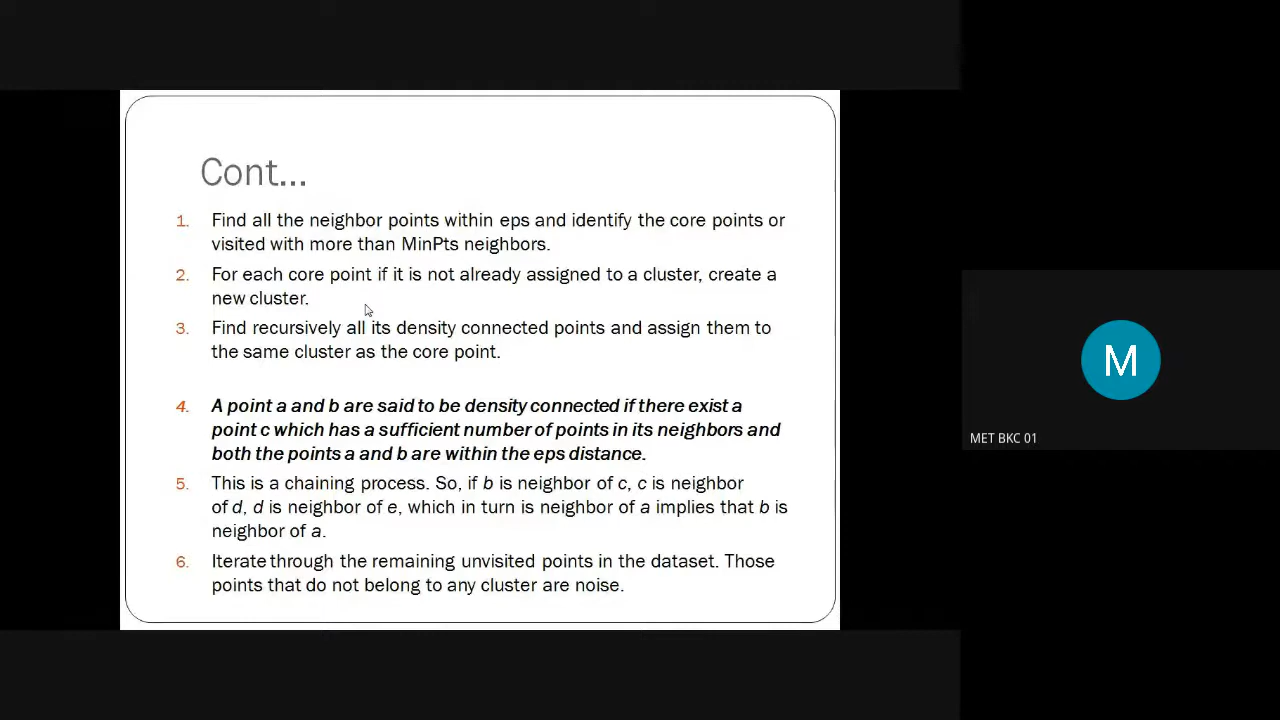 Cont...
1. Find all the neighbor points within eps and identify the core points or
visited with more than MinPts neighbors.
2. For each core point if it is not already assigned to a cluster, create a
new cluster.
3. Find recursively all its density connected points and assign them to
the same cluster as the core point.
4. A point a and b are said to be density connected if there exist a
point c which has a sufficient number of points in its neighbors and
both the points a and b are within the eps distance.
5. This is a chaining process. So, if b is neighbor of c, c is neighbor
of d, d is neighbor of e, which in turn is neighbor of a implies that b is
neighbor of a.
6. Iterate through the remaining unvisited points in the dataset. Those
points that do not belong to any cluster are noise.
M
MET BKC 01